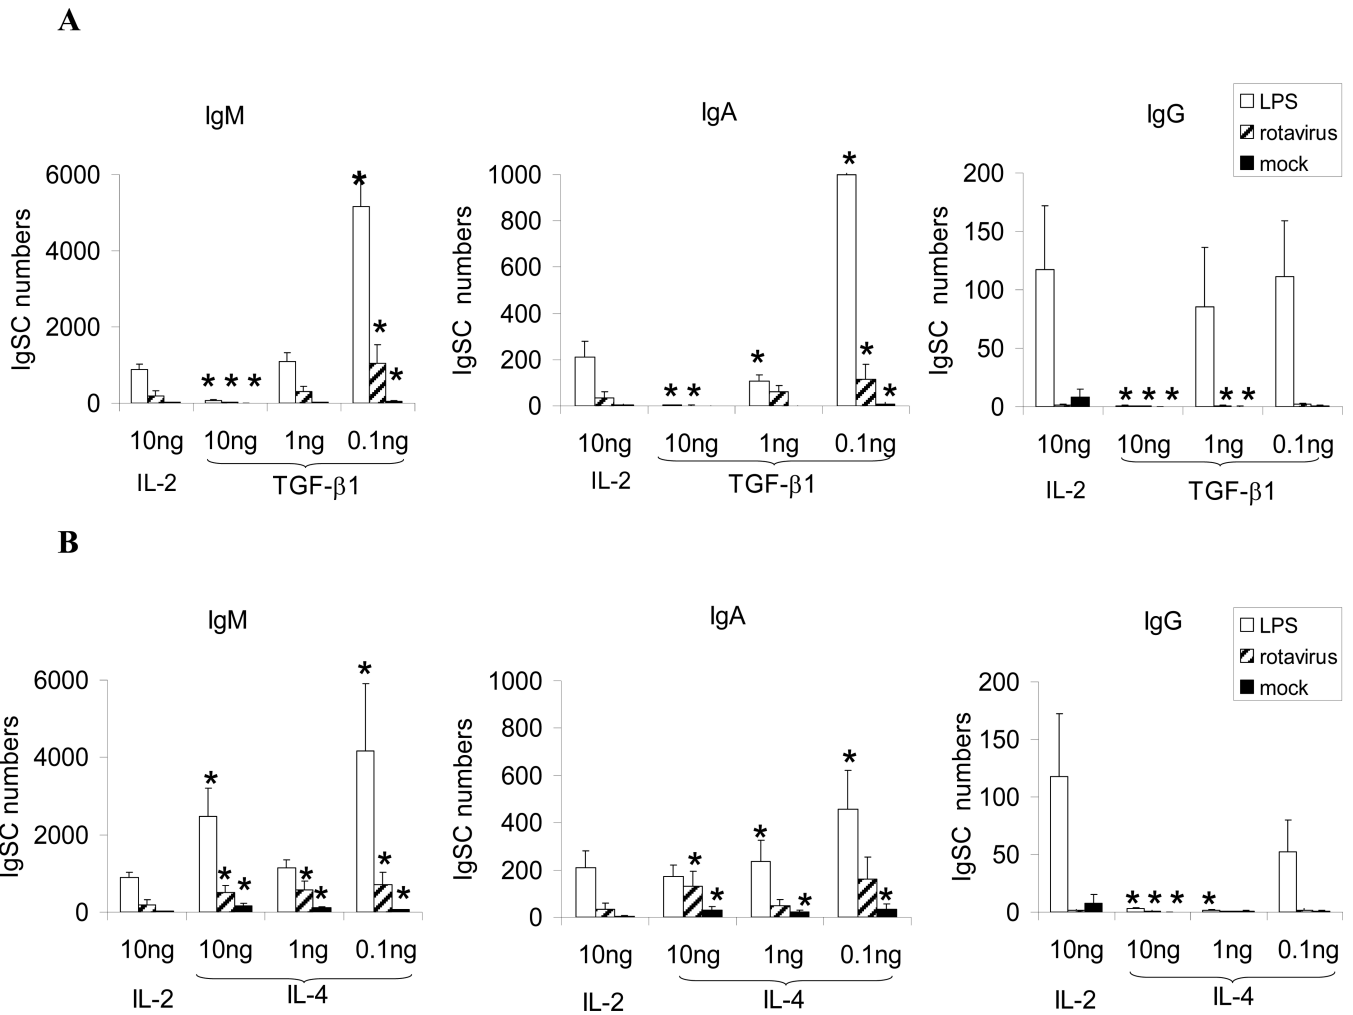 A
IgM
IgA
IgG
LPS
rotavirus
mock
IgSC numbers
6000
4000
2000
0
* * * * * *
10ng 10ng 1ng 0.1ng
IL-2 TGF-β1
IgSC numbers
1000
800
600
400
200
0
* * * * * *
10ng 10ng 1ng 0.1ng
IL-2 TGF-β1
IgSC numbers
200
150
100
50
0
* * * * *
10ng 10ng 1ng 0.1ng
IL-2 TGF-β1
B
IgM
IgA
IgG
LPS
rotavirus
mock
IgSC numbers
6000
4000
2000
0
* * * * * * * *
10ng 10ng 1ng 0.1ng
IL-2 IL-4
IgSC numbers
1000
800
600
400
200
0
* * * * * *
10ng 10ng 1ng 0.1ng
IL-2 IL-4
IgSC numbers
200
150
100
50
0
* * * *
10ng 10ng 1ng 0.1ng
IL-2 IL-4